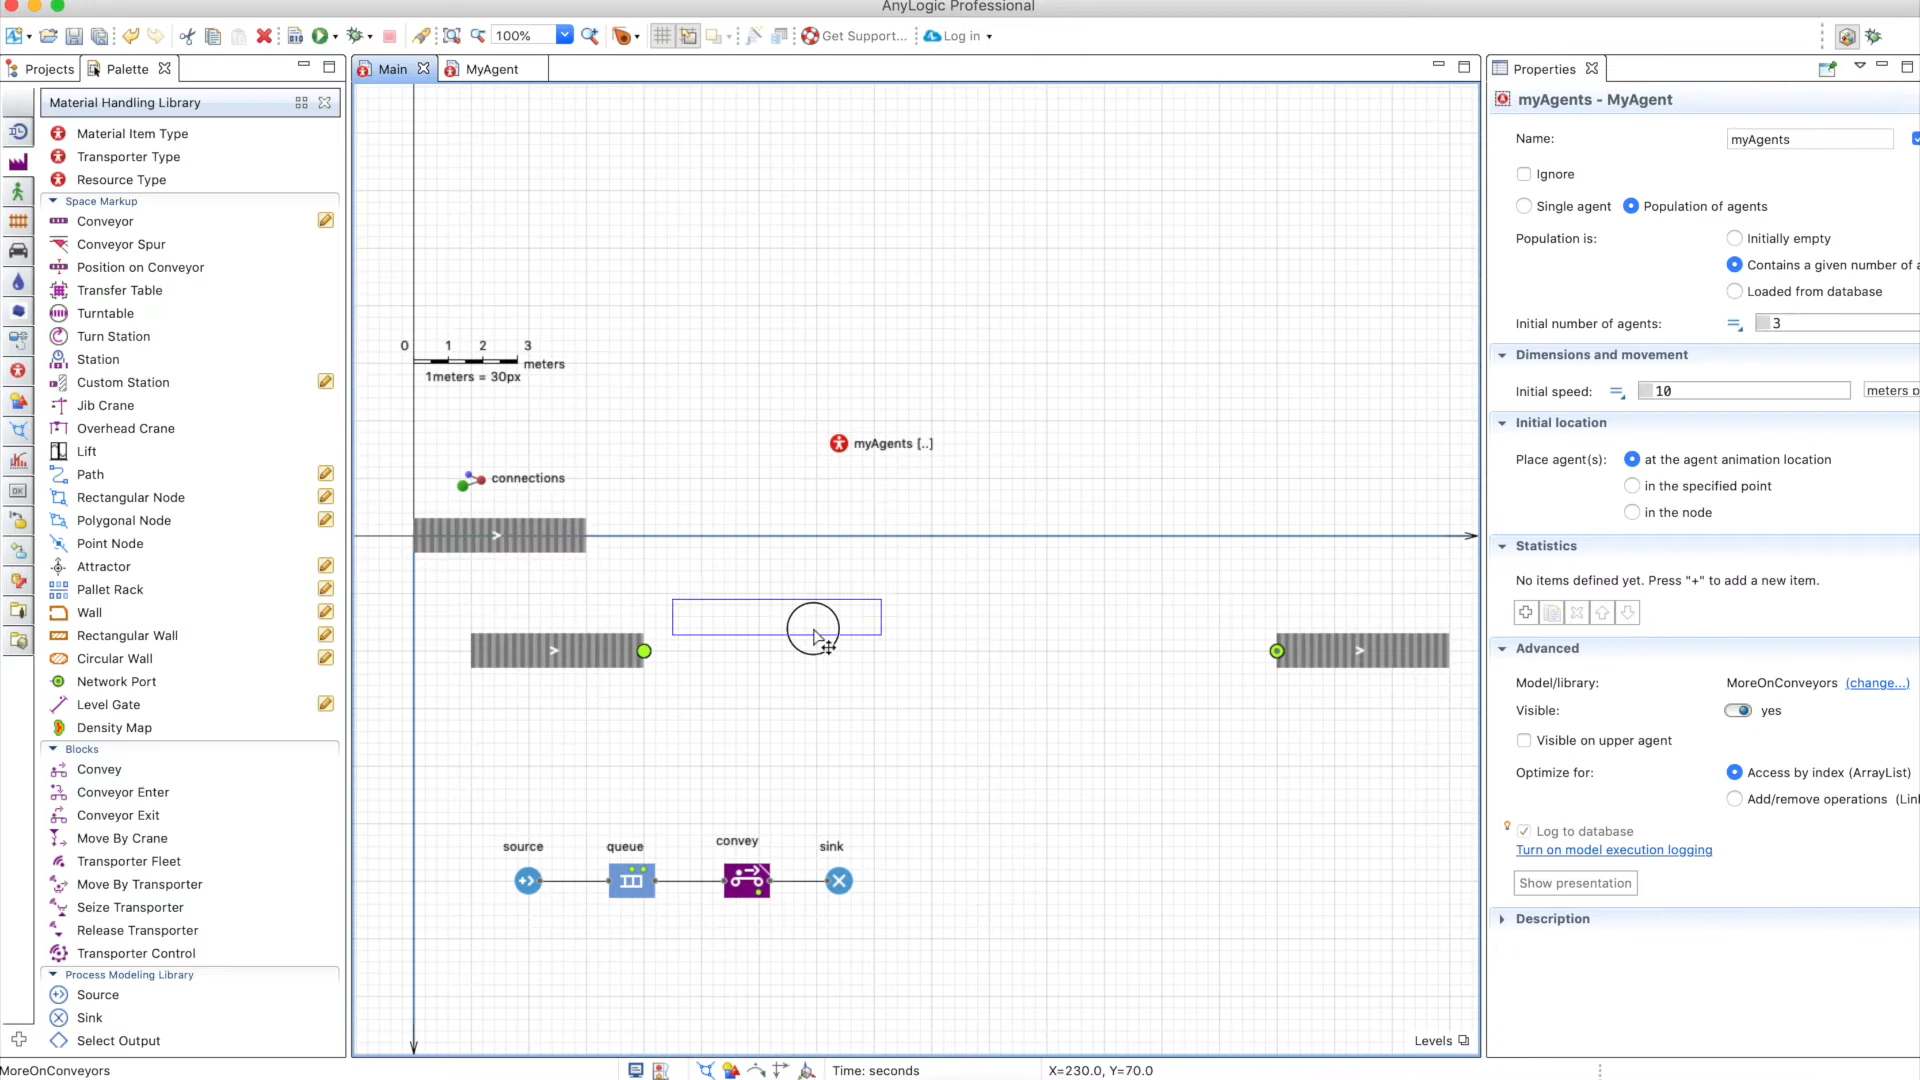 AnyLogic Professional
100%
Get Support...
Log in
Projects
Palette
Main
MyAgent
Properties
Material Handling Library
Material Item Type
Transporter Type
Resource Type
Space Markup
Conveyor
Conveyor Spur
Position on Conveyor
Transfer Table
Turntable
Turn Station
Station
Custom Station
Jib Crane
Overhead Crane
Lift
Path
Rectangular Node
Polygonal Node
Point Node
Attractor
Pallet Rack
Wall
Rectangular Wall
Circular Wall
Network Port
Level Gate
Density Map
Blocks
Convey
Conveyor Enter
Conveyor Exit
Move By Crane
Transporter Fleet
Move By Transporter
Seize Transporter
Release Transporter
Transporter Control
Process Modeling Library
Source
Sink
Select Output
0 1 2 3
meters
1meters = 30px
myAgents [..]
connections
source
queue
convey
sink
Levels
myAgents - MyAgent
Name: myAgents
Ignore
Single agent Population of agents
Population is: Initially empty
Contains a given number of a
Loaded from database
Initial number of agents: 3
Dimensions and movement
Initial speed: 10 meters p
Initial location
Place agent(s): at the agent animation location
in the specified point
in the node
Statistics
No items defined yet. Press "+" to add a new item.
Advanced
Model/library: MoreOnConveyors (change...)
Visible: yes
Visible on upper agent
Optimize for: Access by index (ArrayList)
Add/remove operations (Lin
Log to database
Turn on model execution logging
Show presentation
Description
MoreOnConveyors
Time: seconds
X=230.0, Y=70.0